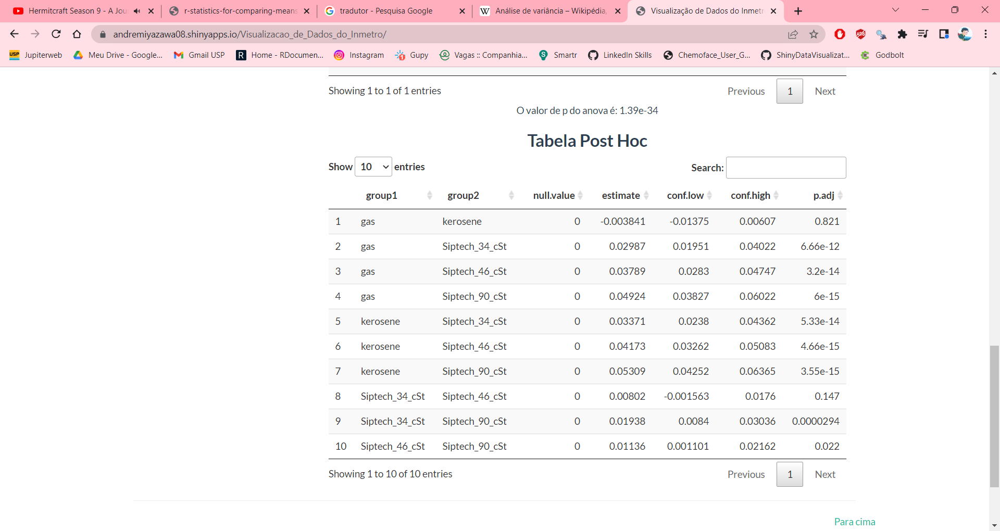 Hermitcraft Season 9 - A Jou
r-statistics-for-comparing-means
tradutor - Pesquisa Google
Análise de variância – Wikipédia,
Visualização de Dados do Inmetr
andremiyazawa08.shinyapps.io/Visualizacao_de_Dados_do_Inmetro/
USP Jupiterweb Meu Drive - Google... Gmail USP R Home - RDocumen... Instagram Gupy Vagas :: Companhia... S Smartr LinkedIn Skills Chemoface_User_G... ShinyDataVisualizat... Godbolt
Showing 1 to 1 of 1 entries Previous 1 Next
O valor de p do anova é: 1.39e-34
Tabela Post Hoc
Show 10 entries Search:
group1 group2 null.value estimate conf.low conf.high p.adj
1 gas kerosene 0 -0.003841 -0.01375 0.00607 0.821
2 gas Siptech_34_cSt 0 0.02987 0.01951 0.04022 6.66e-12
3 gas Siptech_46_cSt 0 0.03789 0.0283 0.04747 3.2e-14
4 gas Siptech_90_cSt 0 0.04924 0.03827 0.06022 6e-15
5 kerosene Siptech_34_cSt 0 0.03371 0.0238 0.04362 5.33e-14
6 kerosene Siptech_46_cSt 0 0.04173 0.03262 0.05083 4.66e-15
7 kerosene Siptech_90_cSt 0 0.05309 0.04252 0.06365 3.55e-15
8 Siptech_34_cSt Siptech_46_cSt 0 0.00802 -0.001563 0.0176 0.147
9 Siptech_34_cSt Siptech_90_cSt 0 0.01938 0.0084 0.03036 0.0000294
10 Siptech_46_cSt Siptech_90_cSt 0 0.01136 0.001101 0.02162 0.022
Showing 1 to 10 of 10 entries Previous 1 Next
Para cima